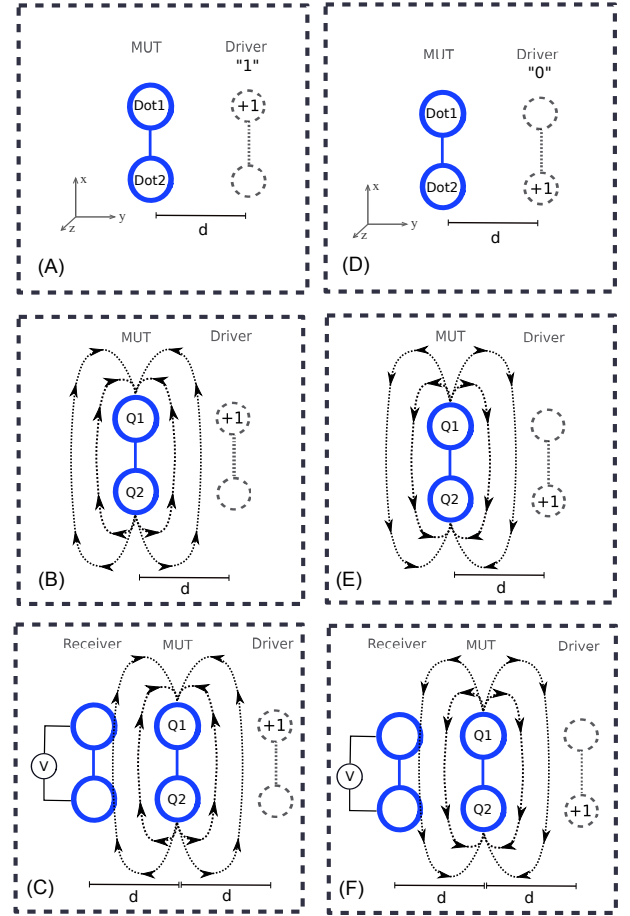 MUT Driver
"1"
Dot1 +1
Dot2
x
y
z
d
(A)
MUT Driver
"0"
Dot1
Dot2 +1
x
y
z
d
(D)
MUT Driver
Q1 +1
Q2
(B)
d
MUT Driver
Q1
Q2 +1
(E)
d
Receiver MUT Driver
Q1 +1
V
Q2
(C)
d d
Receiver MUT Driver
Q1
V
Q2 +1
(F)
d d